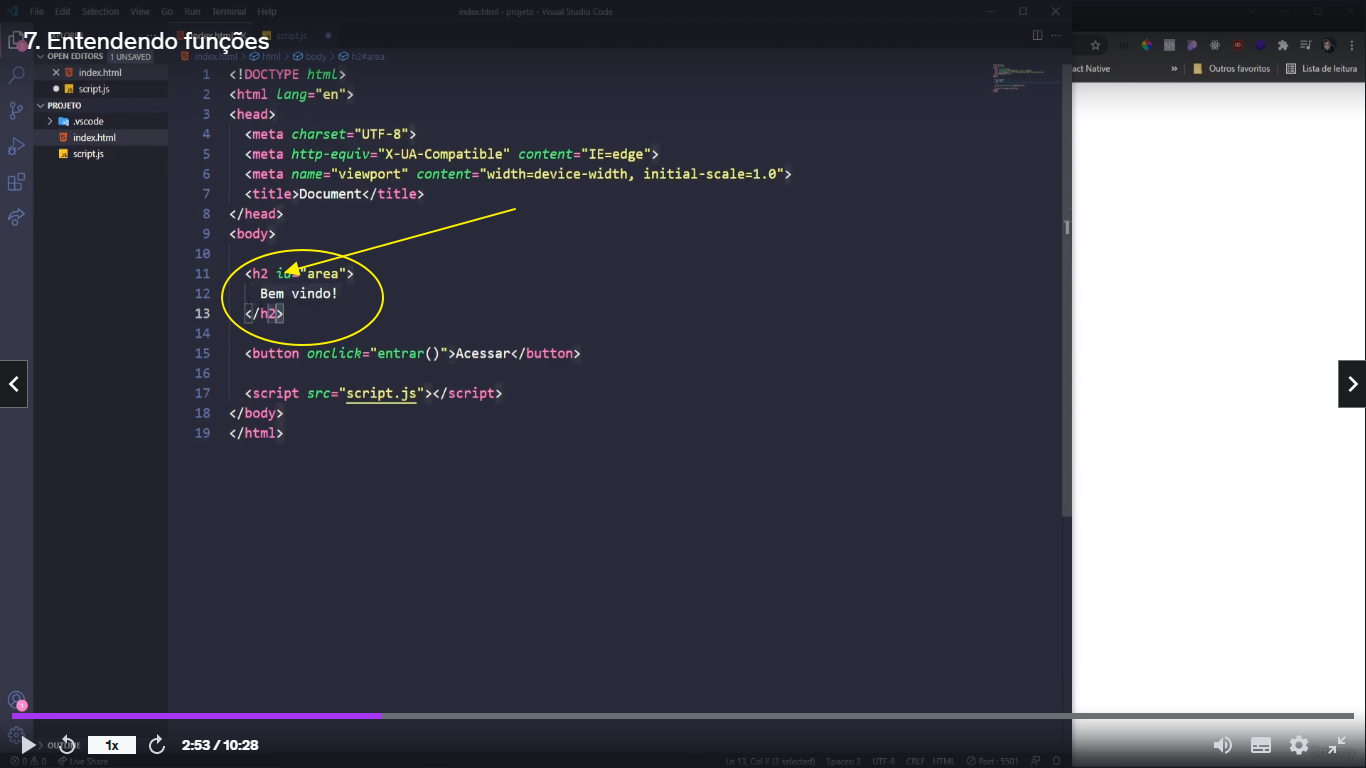 File Edit Selection View Go Run Terminal Help
index.html - projeto - Visual Studio Code
7. Entendendo funções
script.js
OPEN EDITORS 1 UNSAVED
index.html > html > body > h2#area
index.html
script.js
PROJETO
.vscode
index.html
script.js
act Native
» Outros favoritos Lista de leitura
1 <!DOCTYPE html>
2 <html lang="en">
3 <head>
4 <meta charset="UTF-8">
5 <meta http-equiv="X-UA-Compatible" content="IE=edge">
6 <meta name="viewport" content="width=device-width, initial-scale=1.0">
7 <title>Document</title>
8 </head>
9 <body>
10
11 <h2 id="area">
12 Bem vindo!
13 </h2>
14
15 <button onclick="entrar()">Acessar</button>
16
17 <script src="script.js"></script>
18 </body>
19 </html>
1
OUTLINE
1x
2:53 / 10:28
0 0 Live Share
Ln 13, Col 8 (1 selected) Spaces: 2 UTF-8 CRLF HTML Port : 5501